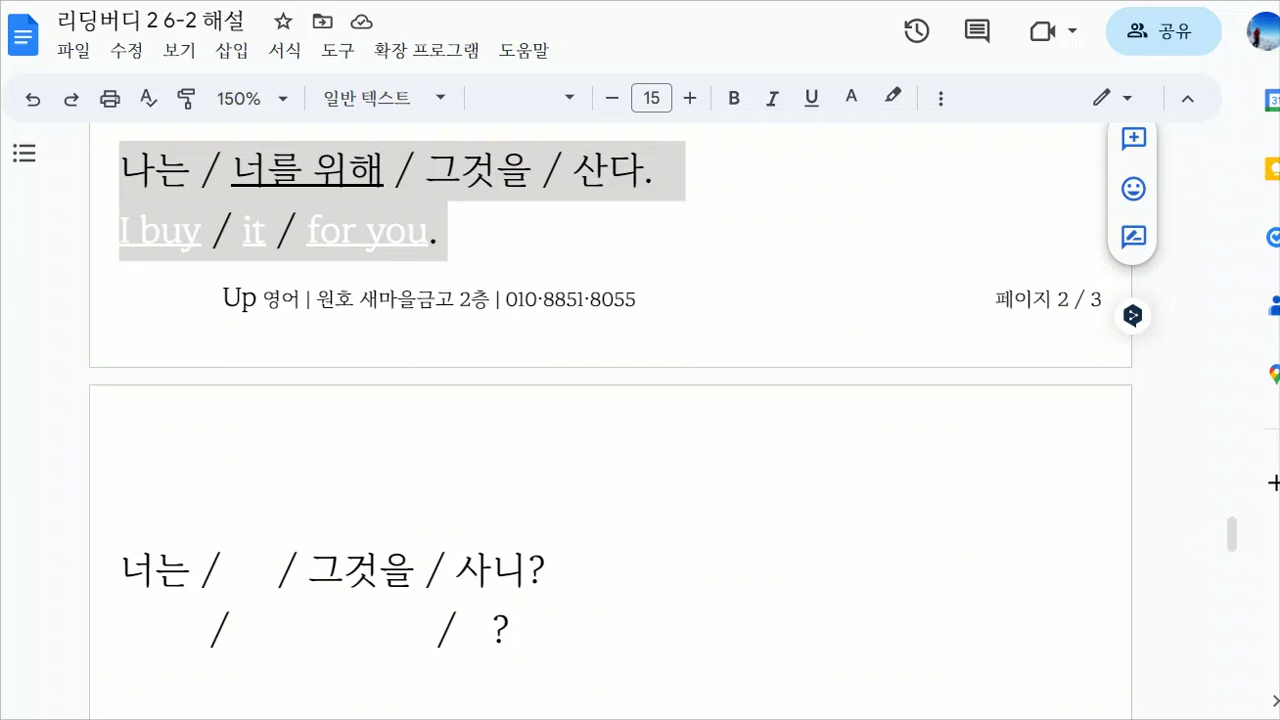 리딩버디 2 6-2 해설
파일 수정 보기 삽입 서식 도구 확장 프로그램 도움말
공유
150% 일반 텍스트 15 B I U A
나는 / 너를 위해 / 그것을 / 산다.
I buy / it / for you.
Up 영어 | 원호 새마을금고 2층 | 010·8851·8055 페이지 2 / 3
너는 / / 그것을 / 사니?
/ / ?